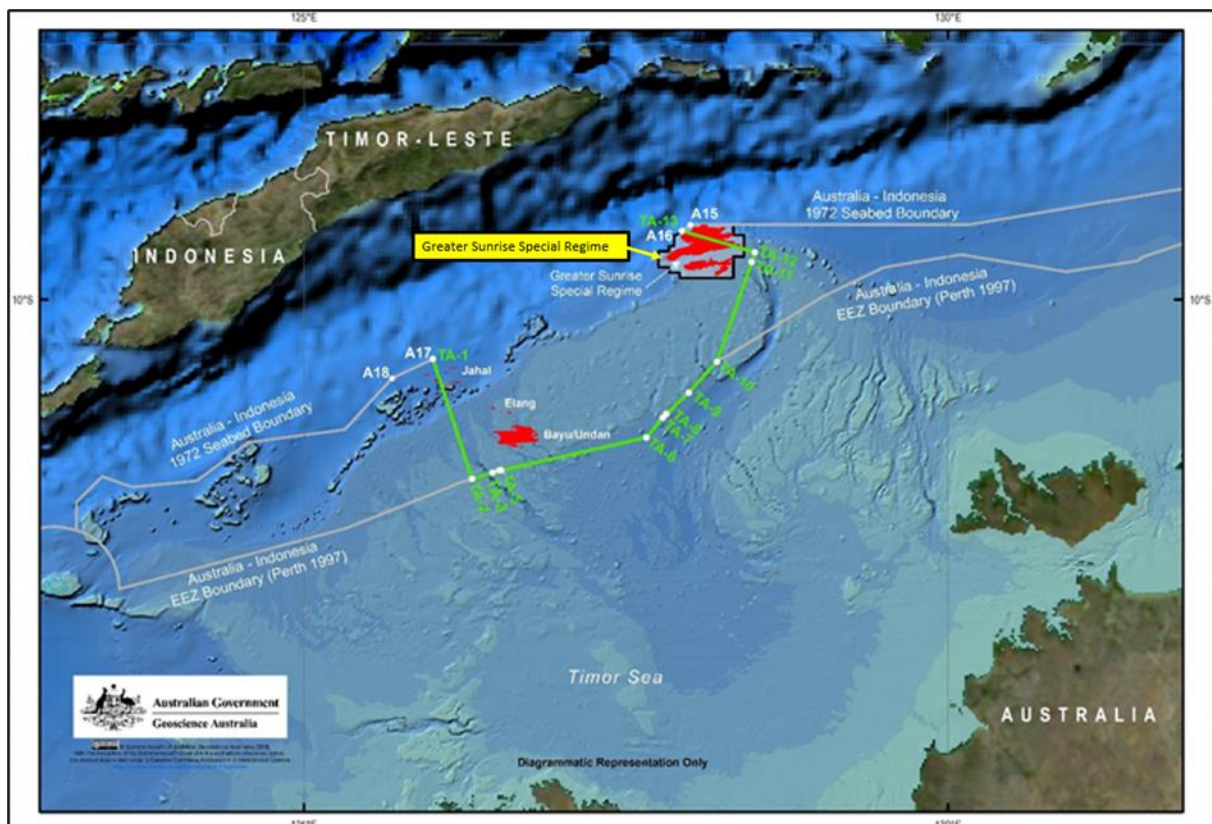 125°E
130°E
TIMOR-LESTE
INDONESIA
Australia - Indonesia
1972 Seabed Boundary
TA-13
A15
A16
Greater Sunrise Special Regime
Greater Sunrise
Special Regime
TA-12
TA-11
10°S
10°S
Australia - Indonesia
EEZ Boundary (Perth 1997)
A17
TA-1
A18
Jahal
TA-10
Elang
TA-9
Australia - Indonesia
1972 Seabed Boundary
Bayu/Undan
TA-8
TA-7
TA-6
TA-2
Australia - Indonesia
EEZ Boundary (Perth 1997)
Timor Sea
Australian Government
Geoscience Australia
AUSTRALIA
Diagrammatic Representation Only